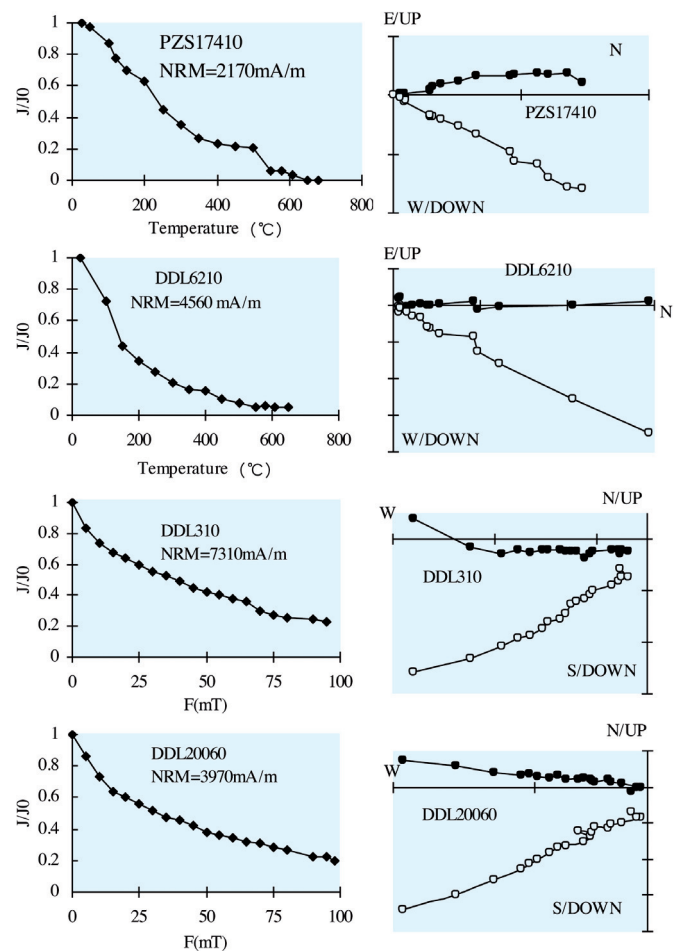 J/J0
1
0.8
0.6
0.4
0.2
0
PZS17410
NRM=2170mA/m
0 200 400 600 800
Temperature (℃)
E/UP
N
PZS17410
W/DOWN
J/J0
1
0.8
0.6
0.4
0.2
0
DDL6210
NRM=4560 mA/m
0 200 400 600 800
Temperature (℃)
E/UP
DDL6210
N
W/DOWN
J/J0
1
0.8
0.6
0.4
0.2
0
DDL310
NRM=7310mA/m
0 25 50 75 100
F(mT)
N/UP
W
DDL310
S/DOWN
J/J0
1
0.8
0.6
0.4
0.2
0
DDL20060
NRM=3970mA/m
0 25 50 75 100
F(mT)
N/UP
W
DDL20060
S/DOWN